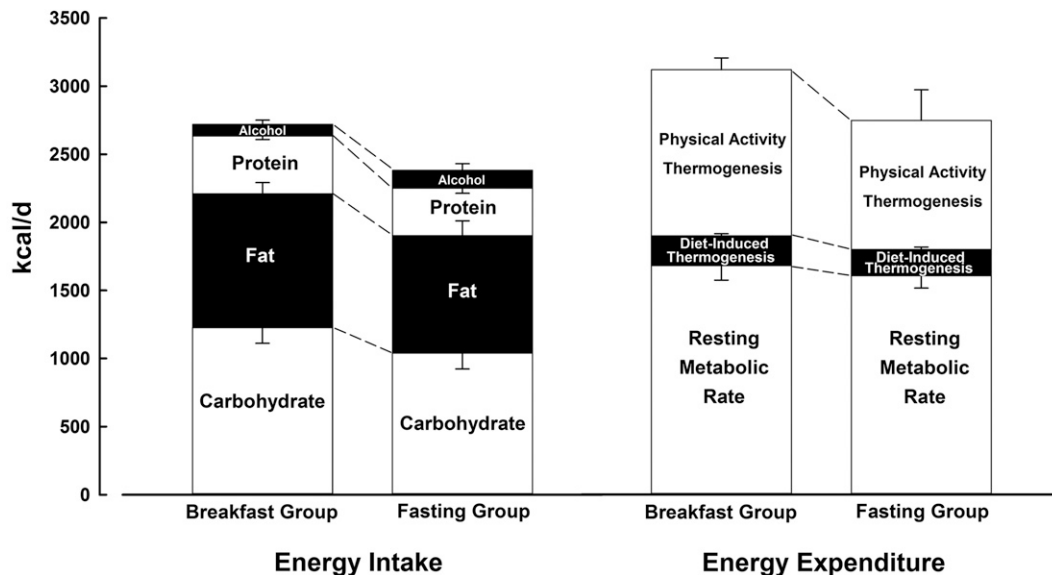 3500
3000
2500
2000
1500
1000
500
0
kcal/d
Alcohol
Protein
Fat
Carbohydrate
Alcohol
Protein
Fat
Carbohydrate
Physical Activity
Thermogenesis
Diet-Induced
Thermogenesis
Resting
Metabolic
Rate
Physical Activity
Thermogenesis
Diet-Induced
Thermogenesis
Resting
Metabolic
Rate
Breakfast Group
Fasting Group
Breakfast Group
Fasting Group
Energy Intake
Energy Expenditure